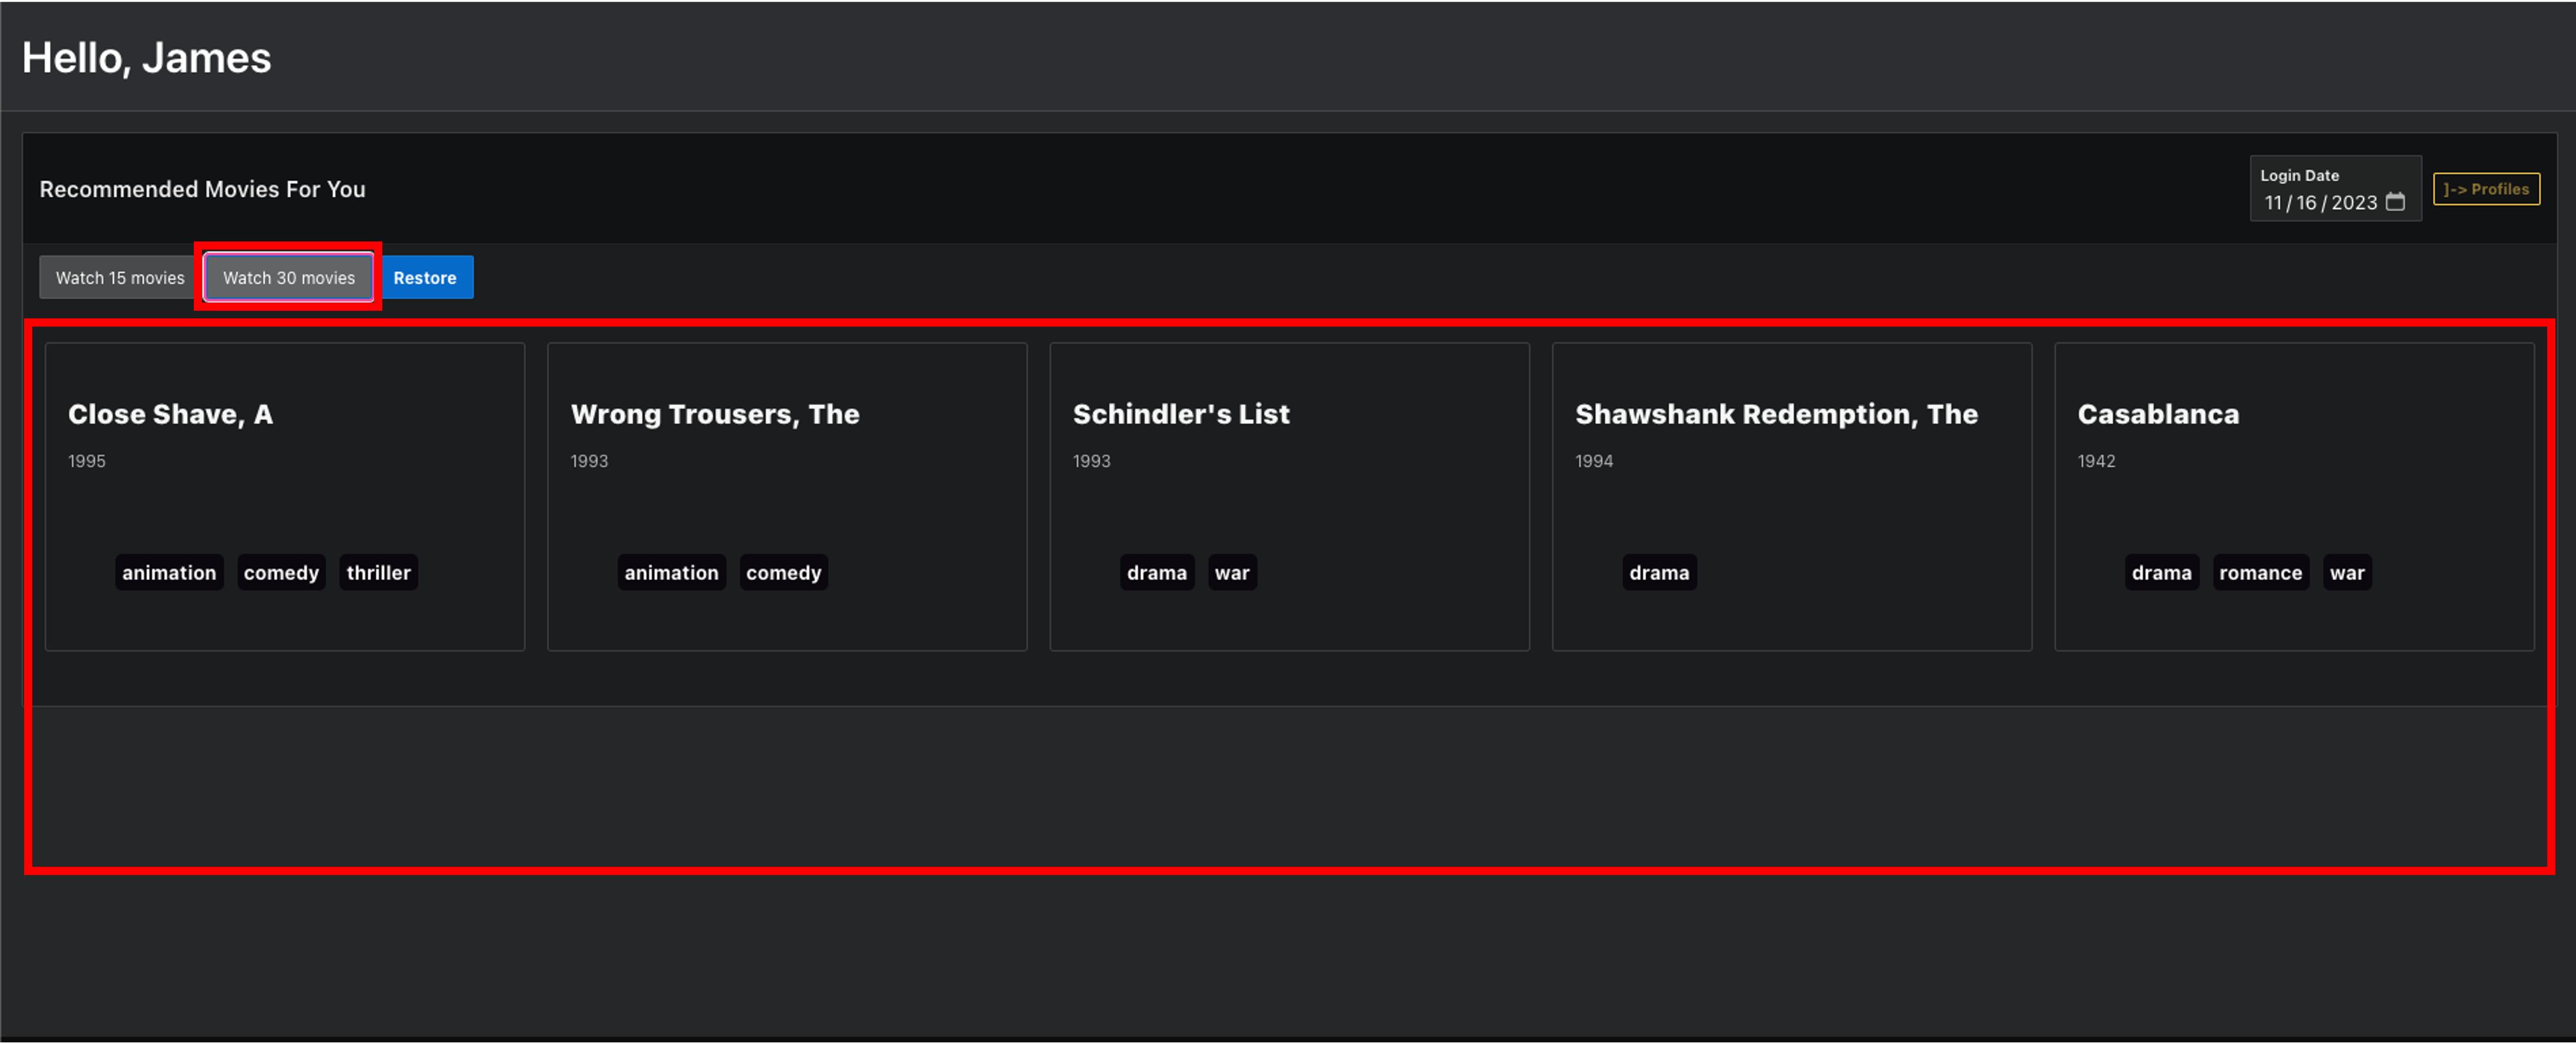 Hello, James
Recommended Movies For You
Login Date
11/16/2023
]-> Profiles
Watch 15 movies
Watch 30 movies
Restore
Close Shave, A
1995
animation comedy thriller
Wrong Trousers, The
1993
animation comedy
Schindler's List
1993
drama war
Shawshank Redemption, The
1994
drama
Casablanca
1942
drama romance war